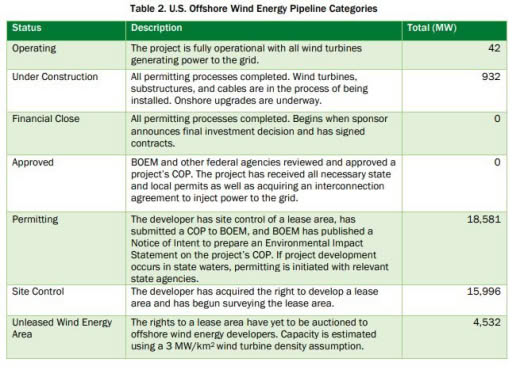 Table 2. U.S. Offshore Wind Energy Pipeline Categories
Status Description Total (MW)
Operating The project is fully operational with all wind turbines 42
generating power to the grid.
Under Construction All permitting processes completed. Wind turbines, 932
substructures, and cables are in the process of being
installed. Onshore upgrades are underway.
Financial Close All permitting processes completed. Begins when sponsor 0
announces final investment decision and has signed
contracts.
Approved BOEM and other federal agencies reviewed and approved a 0
project's COP. The project has received all necessary state
and local permits as well as acquiring an interconnection
agreement to inject power to the grid.
Permitting The developer has site control of a lease area, has 18,581
submitted a COP to BOEM, and BOEM has published a
Notice of Intent to prepare an Environmental Impact
Statement on the project's COP. If project development
occurs in state waters, permitting is initiated with relevant
state agencies.
Site Control The developer has acquired the right to develop a lease 15,996
area and has begun surveying the lease area.
Unleased Wind Energy The rights to a lease area have yet to be auctioned to 4,532
Area offshore wind energy developers. Capacity is estimated
using a 3 MW/km² wind turbine density assumption.